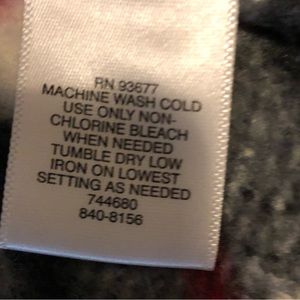 RN 93677
MACHINE WASH COLD
USE ONLY NON-
CHLORINE BLEACH
WHEN NEEDED
TUMBLE DRY LOW
IRON ON LOWEST
SETTING AS NEEDED
744680
840-8156